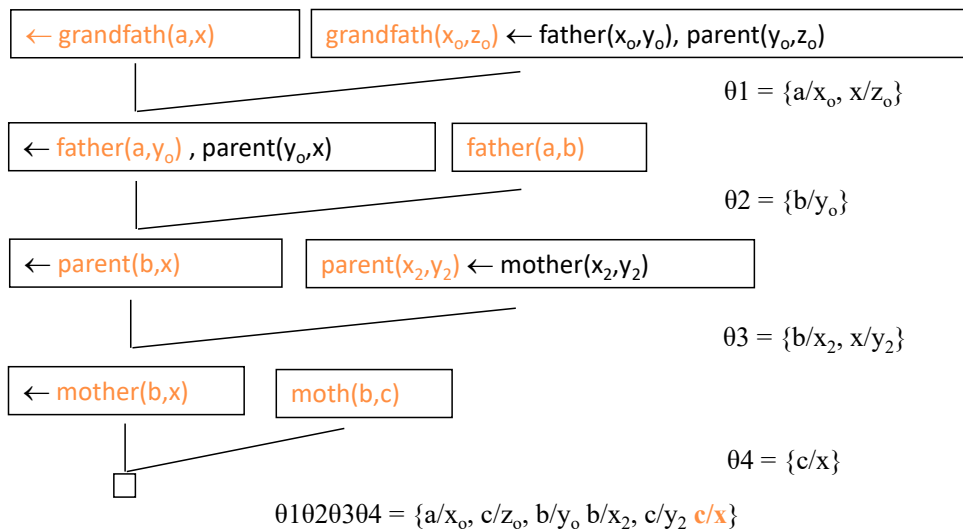 ← grandfath(a,x)
grandfath(xₒ,zₒ) ← father(xₒ,yₒ), parent(yₒ,zₒ)
θ1 = {a/xₒ, x/zₒ}
← father(a,yₒ) , parent(yₒ,x)
father(a,b)
θ2 = {b/yₒ}
← parent(b,x)
parent(x₂,y₂) ← mother(x₂,y₂)
θ3 = {b/x₂, x/y₂}
← mother(b,x)
moth(b,c)
θ4 = {c/x}
θ1θ2θ3θ4 = {a/xₒ, c/zₒ, b/yₒ b/x₂, c/y₂ c/x}